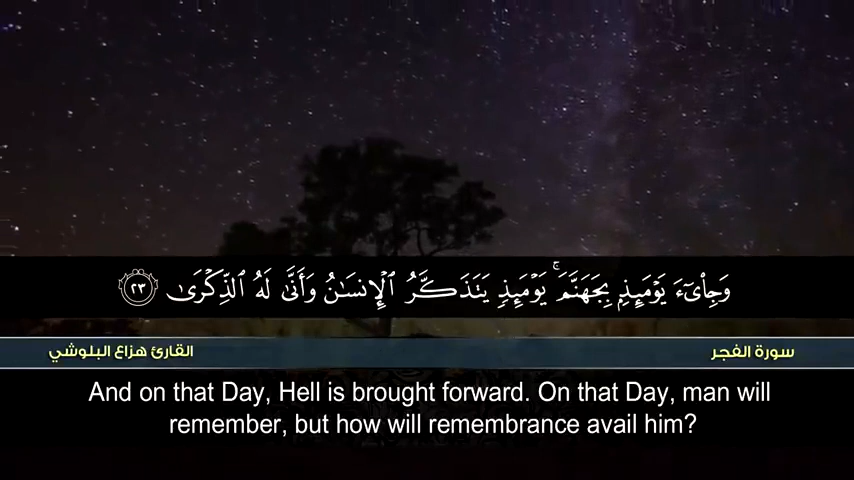 وَجِا۟ىٓءَ يَوْمَئِذِۭ بِجَهَنَّمَ ۚ يَوْمَئِذٍ يَتَذَكَّرُ ٱلْإِنسَـٰنُ وَأَنَّىٰ لَهُ ٱلذِّكْرَىٰ ٢٣
سورة الفجر
القارئ هزاع البلوشي
And on that Day, Hell is brought forward. On that Day, man will
remember, but how will remembrance avail him?